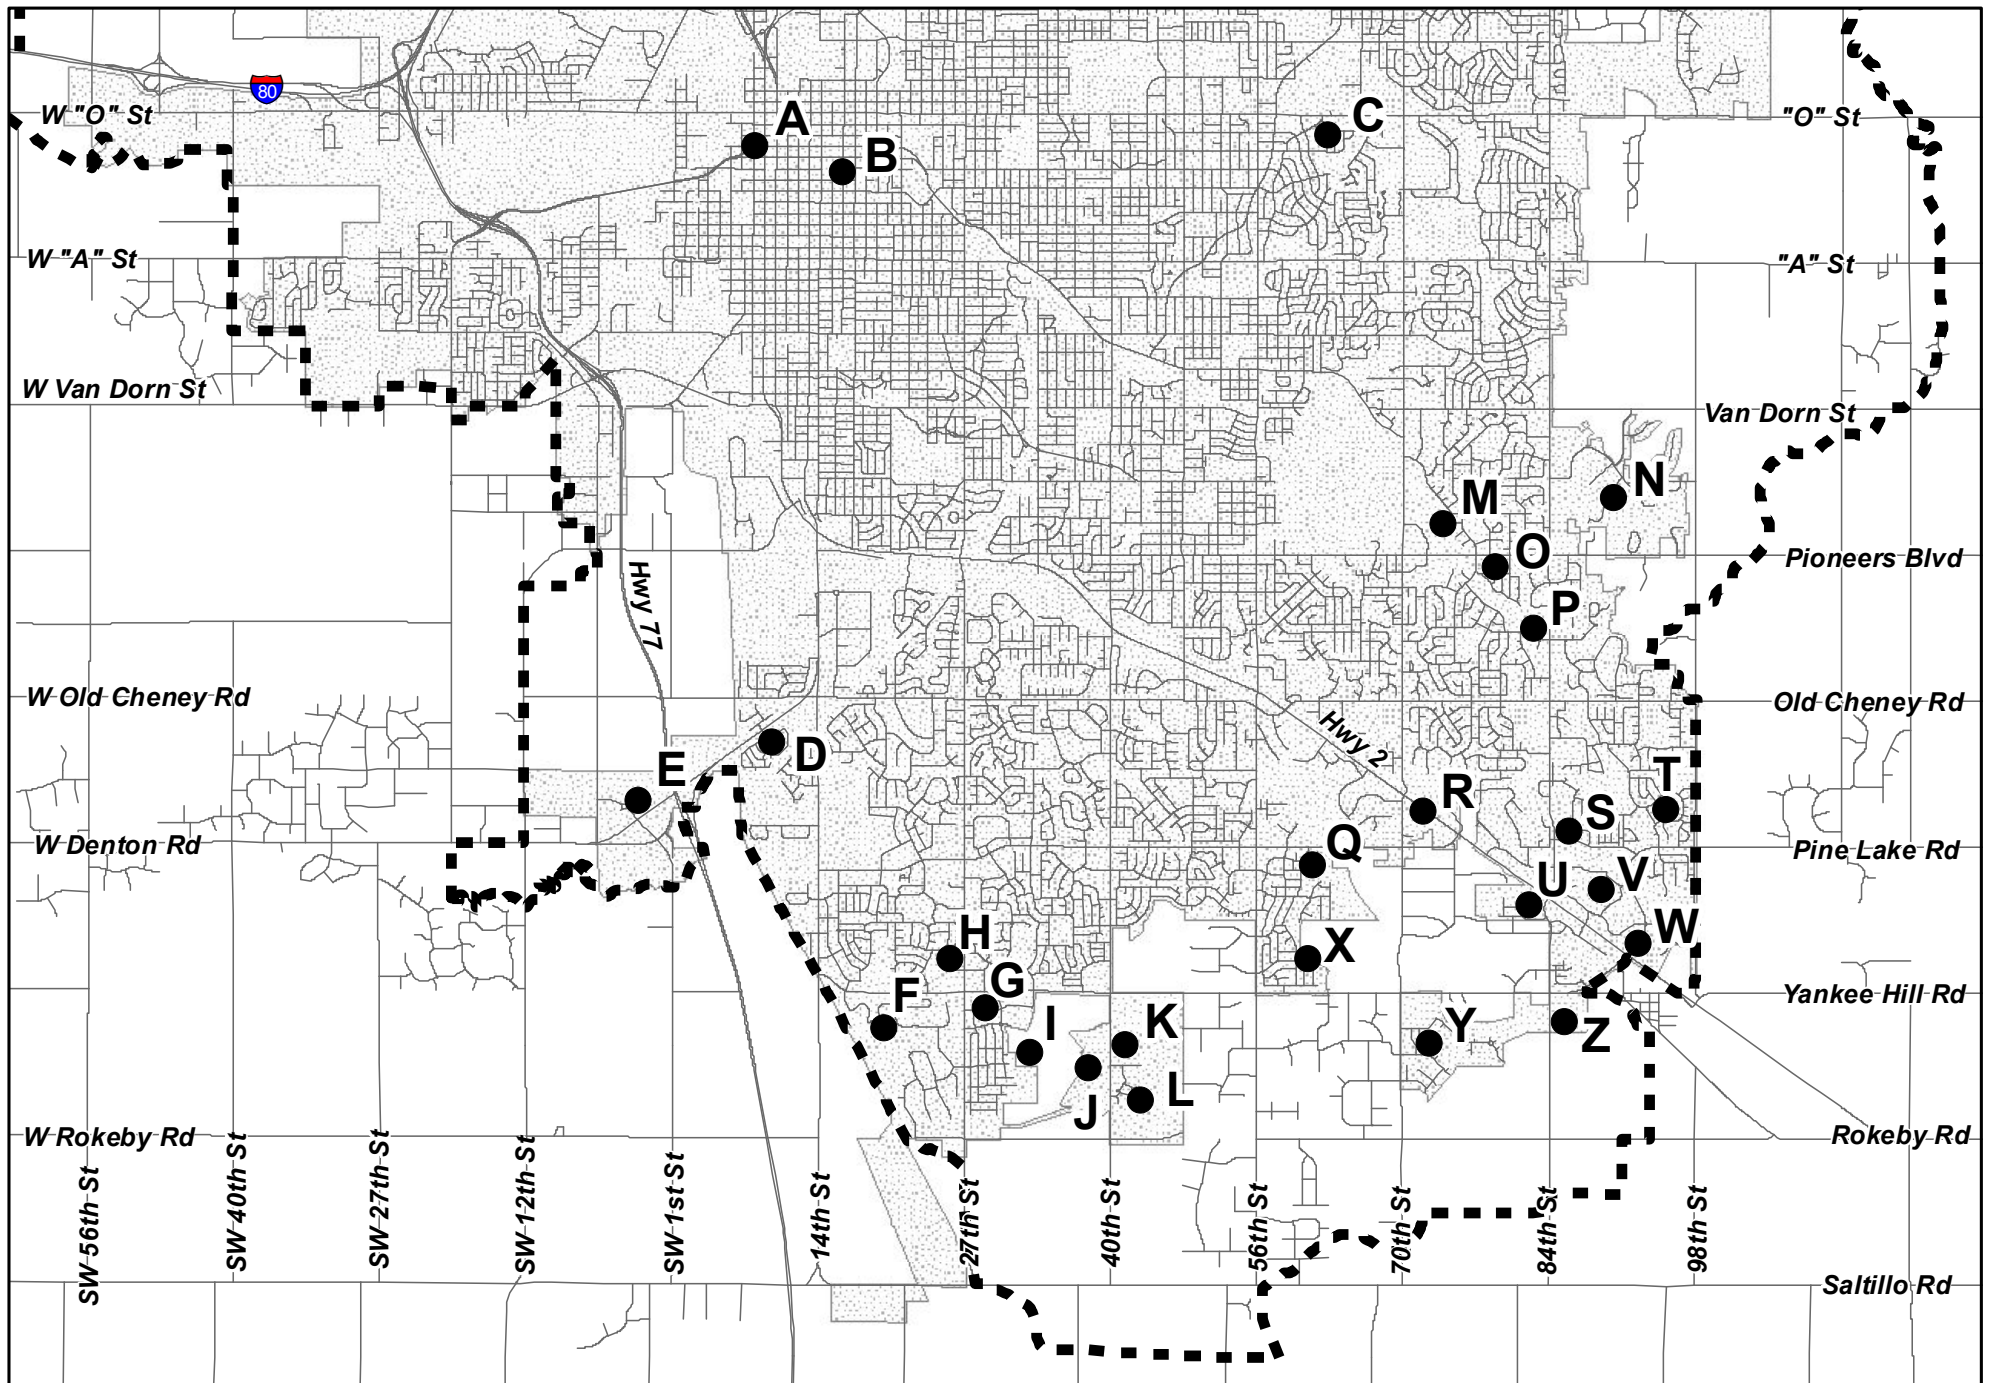 80
W "O" St
A
B
C
"O" St
W "A" St
"A" St
W Van Dorn St
Van Dorn St
M
N
O
Pioneers Blvd
Hwy 77
P
W Old Cheney Rd
Old Cheney Rd
Hwy 2
D
E
R
S
T
W Denton Rd
Q
Pine Lake Rd
U
V
W
H
X
G
F
Yankee Hill Rd
I
K
Y
Z
J
L
W Rokeby Rd
Rokeby Rd
SW 56th St
SW 40th St
SW 27th St
SW 12th St
SW 1st St
14th St
27th St
40th St
56th St
70th St
84th St
98th St
Saltillo Rd